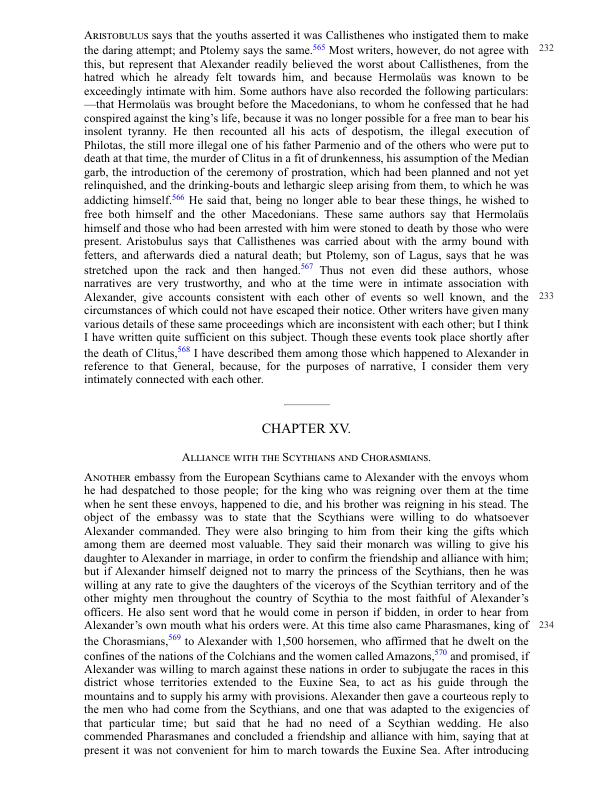 ARISTOBULUS says that the youths asserted it was Callisthenes who instigated them to make
the daring attempt; and Ptolemy says the same.565 Most writers, however, do not agree with 232
this, but represent that Alexander readily believed the worst about Callisthenes, from the
hatred which he already felt towards him, and because Hermolaüs was known to be
exceedingly intimate with him. Some authors have also recorded the following particulars:
—that Hermolaüs was brought before the Macedonians, to whom he confessed that he had
conspired against the king's life, because it was no longer possible for a free man to bear his
insolent tyranny. He then recounted all his acts of despotism, the illegal execution of
Philotas, the still more illegal one of his father Parmenio and of the others who were put to
death at that time, the murder of Clitus in a fit of drunkenness, his assumption of the Median
garb, the introduction of the ceremony of prostration, which had been planned and not yet
relinquished, and the drinking-bouts and lethargic sleep arising from them, to which he was
addicting himself.566 He said that, being no longer able to bear these things, he wished to
free both himself and the other Macedonians. These same authors say that Hermolaüs
himself and those who had been arrested with him were stoned to death by those who were
present. Aristobulus says that Callisthenes was carried about with the army bound with
fetters, and afterwards died a natural death; but Ptolemy, son of Lagus, says that he was
stretched upon the rack and then hanged.567 Thus not even did these authors, whose
narratives are very trustworthy, and who at the time were in intimate association with
Alexander, give accounts consistent with each other of events so well known, and the 233
circumstances of which could not have escaped their notice. Other writers have given many
various details of these same proceedings which are inconsistent with each other; but I think
I have written quite sufficient on this subject. Though these events took place shortly after
the death of Clitus,568 I have described them among those which happened to Alexander in
reference to that General, because, for the purposes of narrative, I consider them very
intimately connected with each other.
CHAPTER XV.
ALLIANCE WITH THE SCYTHIANS AND CHORASMIANS.
ANOTHER embassy from the European Scythians came to Alexander with the envoys whom
he had despatched to those people; for the king who was reigning over them at the time
when he sent these envoys, happened to die, and his brother was reigning in his stead. The
object of the embassy was to state that the Scythians were willing to do whatsoever
Alexander commanded. They were also bringing to him from their king the gifts which
among them are deemed most valuable. They said their monarch was willing to give his
daughter to Alexander in marriage, in order to confirm the friendship and alliance with him;
but if Alexander himself deigned not to marry the princess of the Scythians, then he was
willing at any rate to give the daughters of the viceroys of the Scythian territory and of the
other mighty men throughout the country of Scythia to the most faithful of Alexander's
officers. He also sent word that he would come in person if bidden, in order to hear from
Alexander's own mouth what his orders were. At this time also came Pharasmanes, king of 234
the Chorasmians,569 to Alexander with 1,500 horsemen, who affirmed that he dwelt on the
confines of the nations of the Colchians and the women called Amazons,570 and promised, if
Alexander was willing to march against these nations in order to subjugate the races in this
district whose territories extended to the Euxine Sea, to act as his guide through the
mountains and to supply his army with provisions. Alexander then gave a courteous reply to
the men who had come from the Scythians, and one that was adapted to the exigencies of
that particular time; but said that he had no need of a Scythian wedding. He also
commended Pharasmanes and concluded a friendship and alliance with him, saying that at
present it was not convenient for him to march towards the Euxine Sea. After introducing